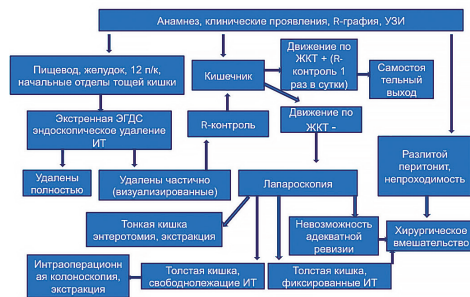 Анамнез, клинические проявления, R-графия, УЗИ
Пищевод, желудок, 12 п/к,
начальные отделы тощей кишки
Кишечник
Движение по
ЖКТ + (R-
контроль 1
раз в сутки)
Самостоя
тельный
выход
Экстренная ЭГДС
эндоскопическое удаление
ИТ
R-контроль
Движение по
ЖКТ –
Удалены
полностью
Удалены частично
(визуализированные)
Разлитой
перитонит,
непроходимость
Лапароскопия
Тонкая кишка
энтеротомия, экстракция
Невозможность
адекватной
ревизии
Хирургическое
вмешательство
Интраоперационн
ая колоноскопия,
экстракция
Толстая кишка,
свободнолежащие ИТ
Толстая кишка,
фиксированные ИТ